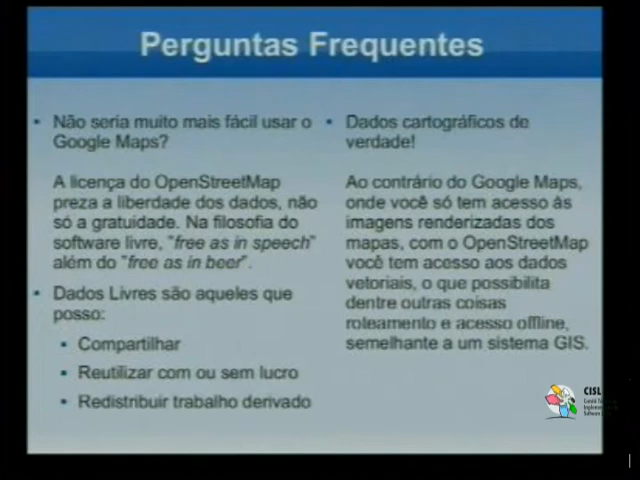 Perguntas Frequentes
Não seria muito mais fácil usar o
Google Maps?
A licença do OpenStreetMap
preza a liberdade dos dados, não
só a gratuidade. Na filosofia do
software livre, "free as in speech"
além do "free as in beer".
Dados Livres são aqueles que
posso:
Compartilhar
Reutilizar com ou sem lucro
Redistribuir trabalho derivado
Dados cartográficos de
verdade!
Ao contrário do Google Maps,
onde você só tem acesso às
imagens renderizadas dos
mapas, com o OpenStreetMap
você tem acesso aos dados
vetoriais, o que possibilita
dentre outras coisas
roteamento e acesso offline,
semelhante a um sistema GIS.
CISL